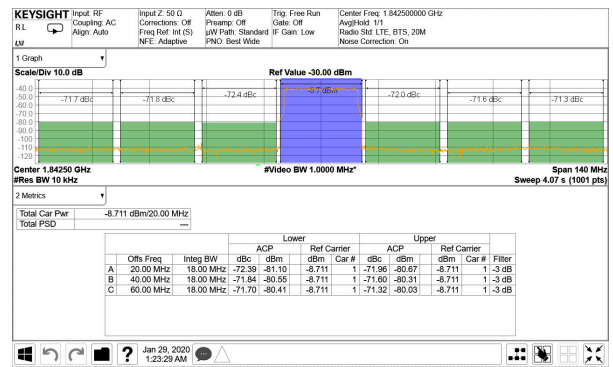 KEYSIGHT Input: RF Input Z: 50 Ω Atten: 0 dB Trig: Free Run Center Freq: 1.842500000 GHz
RL Coupling: AC Corrections: Off Preamp: Off Gate: Off Avg|Hold: 1/1
Align: Auto Freq Ref: Int (S) µW Path: Standard IF Gain: Low Radio Std: LTE, BTS, 20M
LXI NFE: Adaptive PNO: Best Wide Noise Correction: On
1 Graph
Scale/Div 10.0 dB Ref Value -30.00 dBm
-40.0
-50.0
-60.0
-70.0
-80.0
-90.0
-100
-110
-120
-71.7 dBc -71.8 dBc -72.4 dBc -8.7 dBm -72.0 dBc -71.6 dBc -71.3 dBc
Center 1.84250 GHz #Video BW 1.0000 MHz* Span 140 MHz
#Res BW 10 kHz Sweep 4.07 s (1001 pts)
2 Metrics
Total Car Pwr -8.711 dBm/20.00 MHz
Total PSD ---
Lower Upper
ACP Ref Carrier ACP Ref Carrier
Offs Freq Integ BW dBc dBm dBm Car # dBc dBm dBm Car # Filter
A 20.00 MHz 18.00 MHz -72.39 -81.10 -8.711 1 -71.96 -80.67 -8.711 1 -3 dB
B 40.00 MHz 18.00 MHz -71.84 -80.55 -8.711 1 -71.60 -80.31 -8.711 1 -3 dB
C 60.00 MHz 18.00 MHz -71.70 -80.41 -8.711 1 -71.32 -80.03 -8.711 1 -3 dB
? Jan 29, 2020
1:23:29 AM